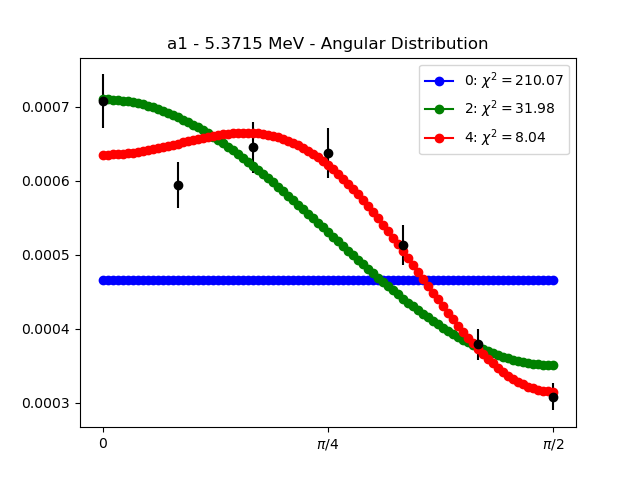 a1 - 5.3715 MeV - Angular Distribution
0: χ² = 210.07
2: χ² = 31.98
4: χ² = 8.04
0.0007
0.0006
0.0005
0.0004
0.0003
0
π/4
π/2